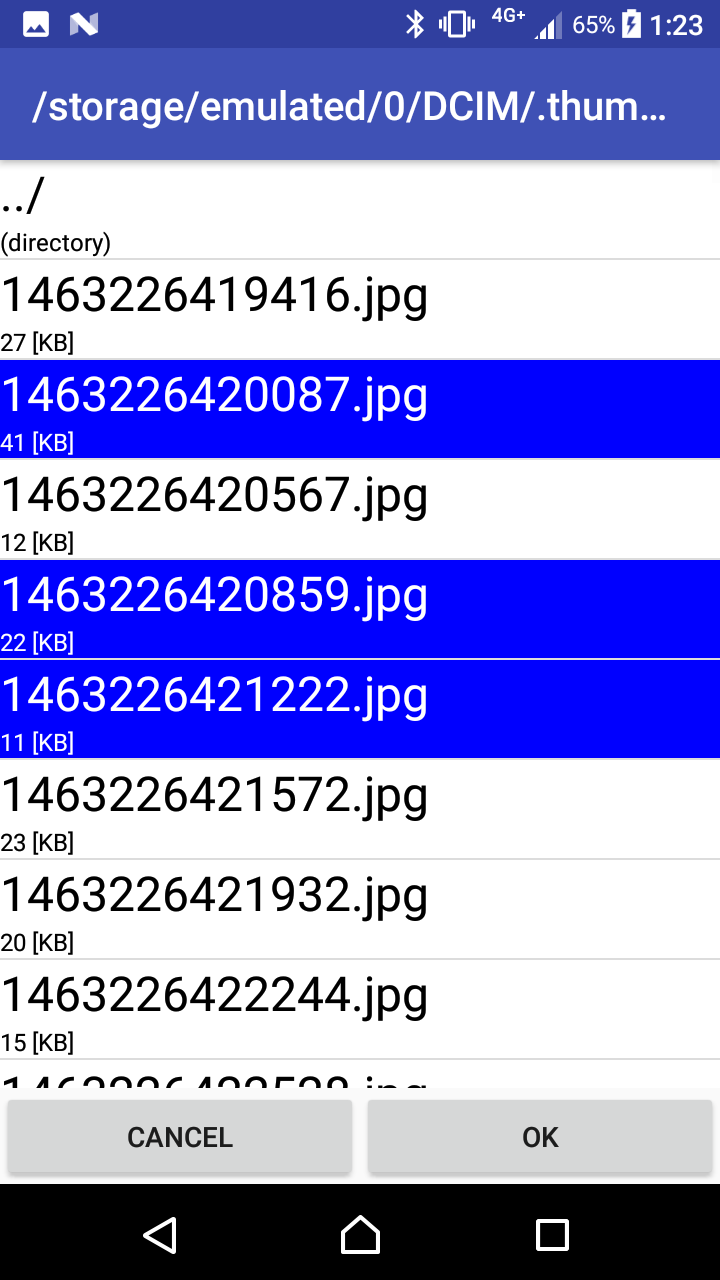 4G+ 65% 1:23
/storage/emulated/0/DCIM/.thum...
../
(directory)
1463226419416.jpg
27 [KB]
1463226420087.jpg
41 [KB]
1463226420567.jpg
12 [KB]
1463226420859.jpg
22 [KB]
1463226421222.jpg
11 [KB]
1463226421572.jpg
23 [KB]
1463226421932.jpg
20 [KB]
1463226422244.jpg
15 [KB]
CANCEL OK